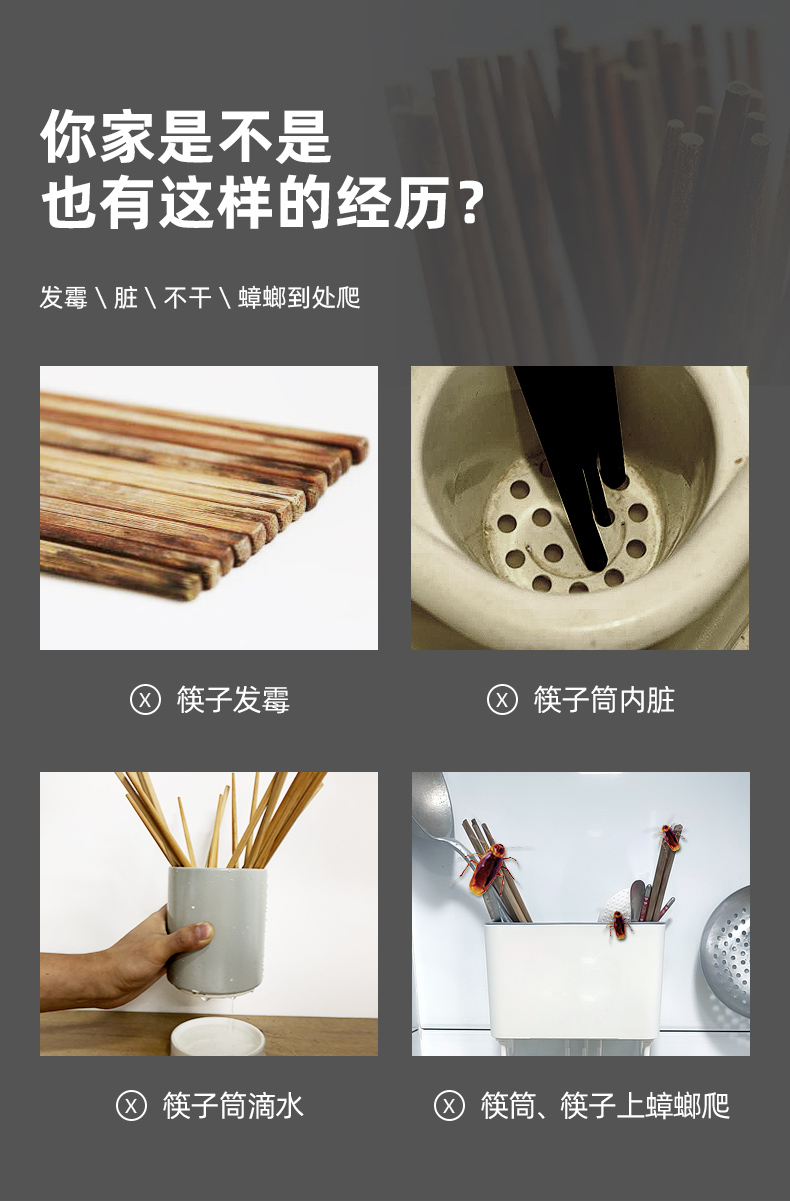 你家是不是
也有这样的经历?
发霉 \ 脏 \ 不干 \ 蟑螂到处爬
X 筷子发霉
X 筷子筒内脏
X 筷子筒滴水
X 筷筒、筷子上蟑螂爬